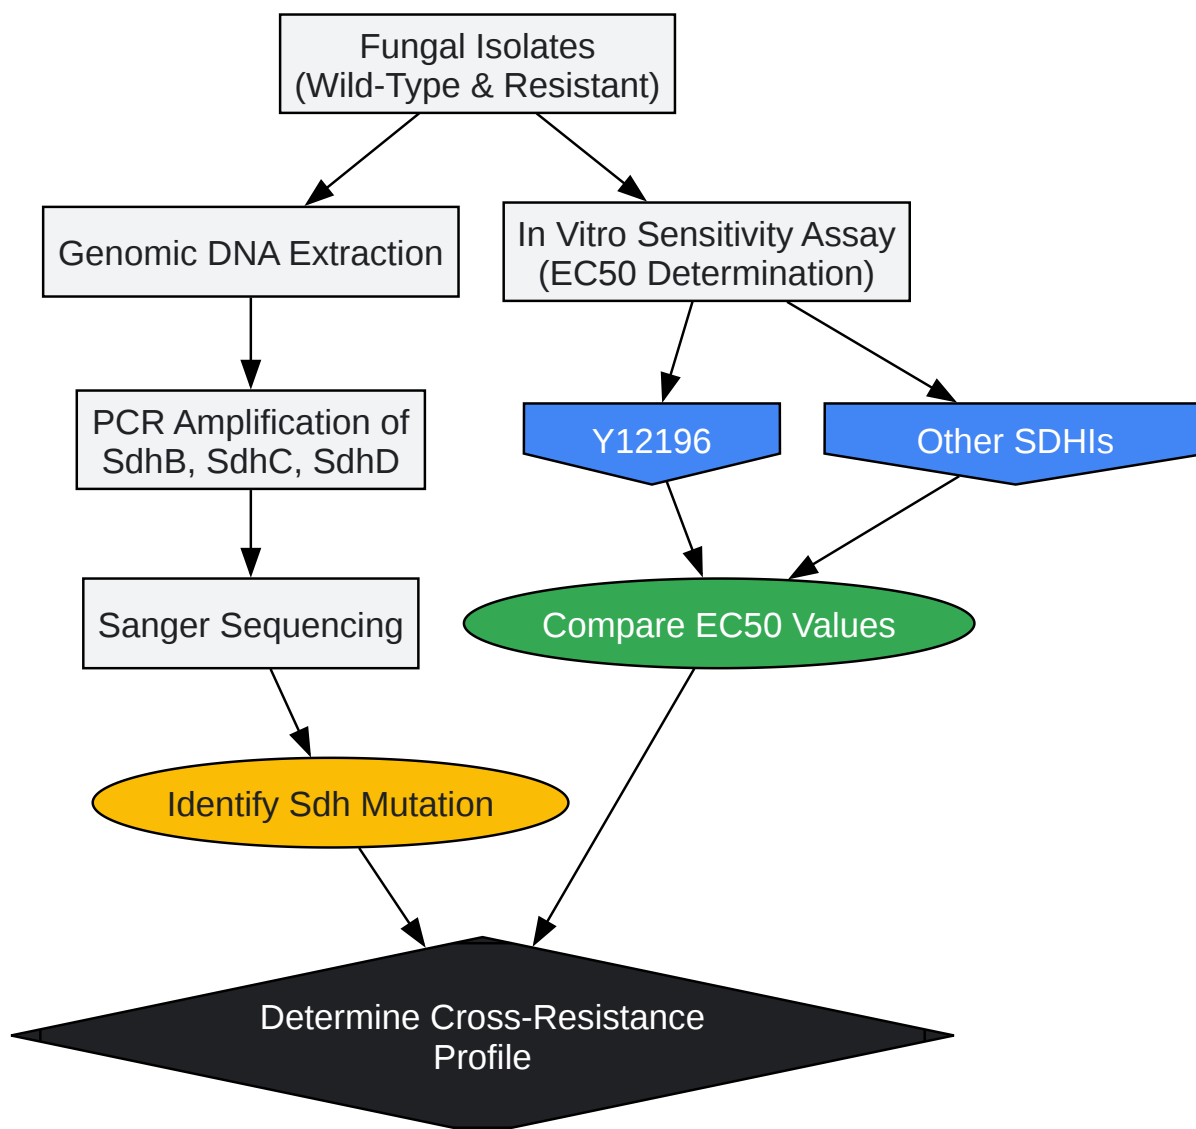 Fungal Isolates
(Wild-Type & Resistant)
Genomic DNA Extraction
In Vitro Sensitivity Assay
(EC50 Determination)
PCR Amplification of
SdhB, SdhC, SdhD
Y12196
Other SDHIs
Sanger Sequencing
Compare EC50 Values
Identify Sdh Mutation
Determine Cross-Resistance
Profile